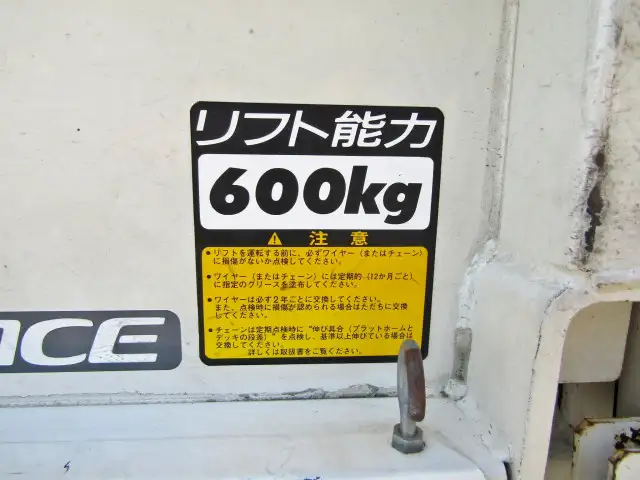 リフト能力
600kg
注意
●リフトを運転する前に、必ずワイヤー（またはチェーン）
に損傷がないか点検してください。
●ワイヤー（またはチェーン）には定期的（12か月ごと）
に指定のグリースを塗布してください。
●ワイヤーは必ず2年ごとに交換してください。
また、点検時に損傷が認められる場合はただちに交換
してください。
●チェーンは定期点検時に"伸び具合（プラットホームと
デッキの段差）"を点検し、基準以上伸びている場合は
交換してください。
詳しくは取扱書をご覧ください。
ACE